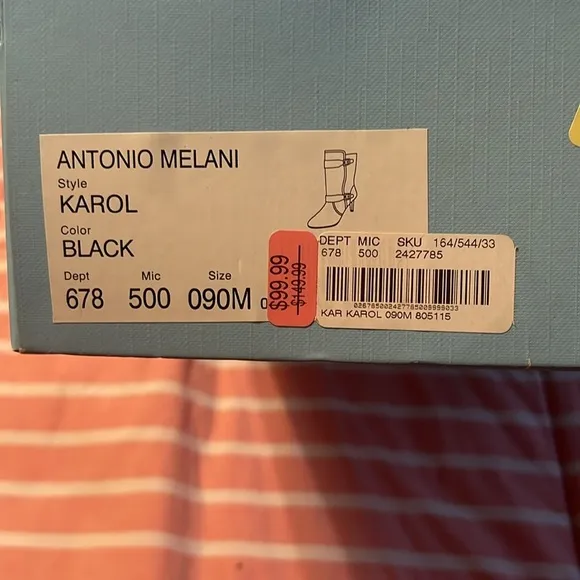 ANTONIO MELANI
Style
KAROL
Color
BLACK
Dept Mic Size
678 500 090M
$99.99
$149.99
DEPT MIC SKU 164/544/33
678 500 2427785
KAR KAROL 090M 805115